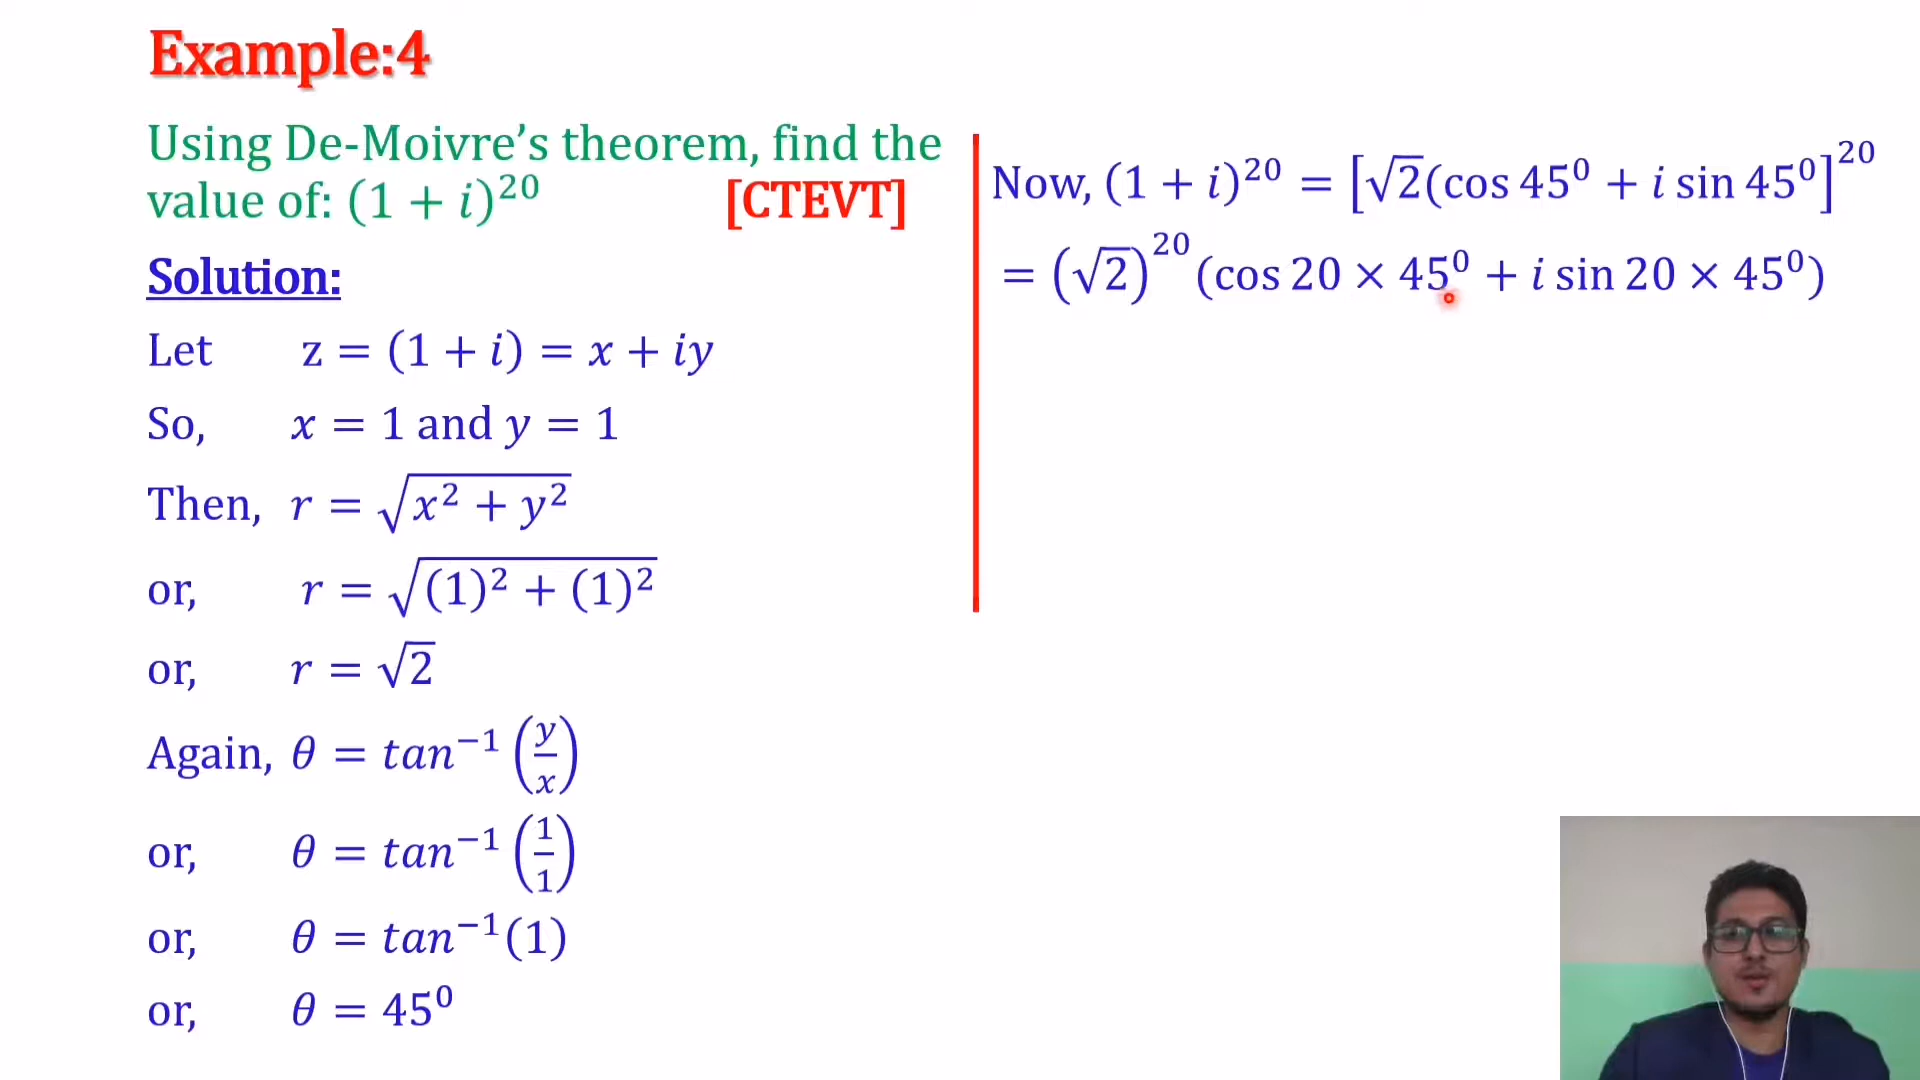 Example:4
Using De-Moivre's theorem, find the
value of: (1 + i)²⁰ [CTEVT]
Solution:
Let z = (1 + i) = x + iy
So, x = 1 and y = 1
Then, r = √(x² + y²)
or, r = √((1)² + (1)²)
or, r = √2
Again, θ = tan⁻¹(y/x)
or, θ = tan⁻¹(1/1)
or, θ = tan⁻¹(1)
or, θ = 45⁰
Now, (1 + i)²⁰ = [√2(cos 45⁰ + i sin 45⁰]²⁰
= (√2)²⁰(cos 20 × 45⁰ + i sin 20 × 45⁰)